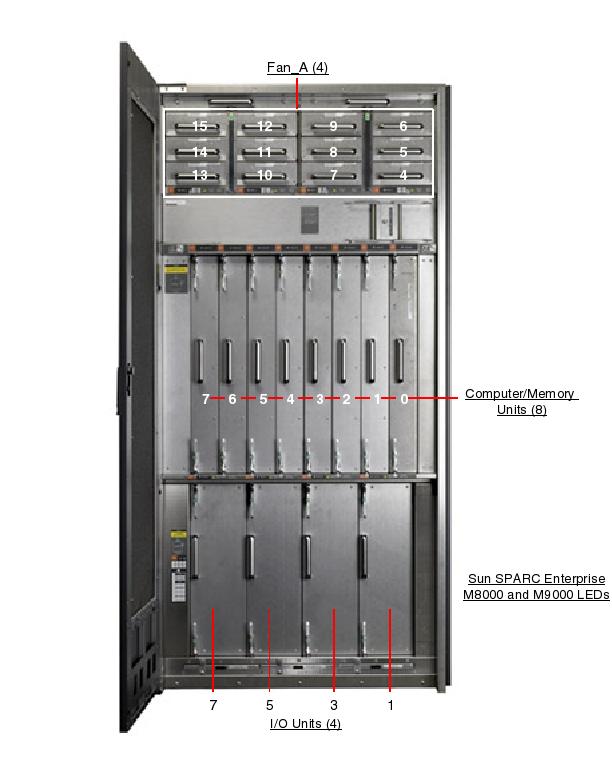 Fan_A (4)
15 12 9 6
14 11 8 5
13 10 7 4
7 6 5 4 3 2 1 0
Computer/Memory
Units (8)
Sun SPARC Enterprise
M8000 and M9000 LEDs
7 5 3 1
I/O Units (4)